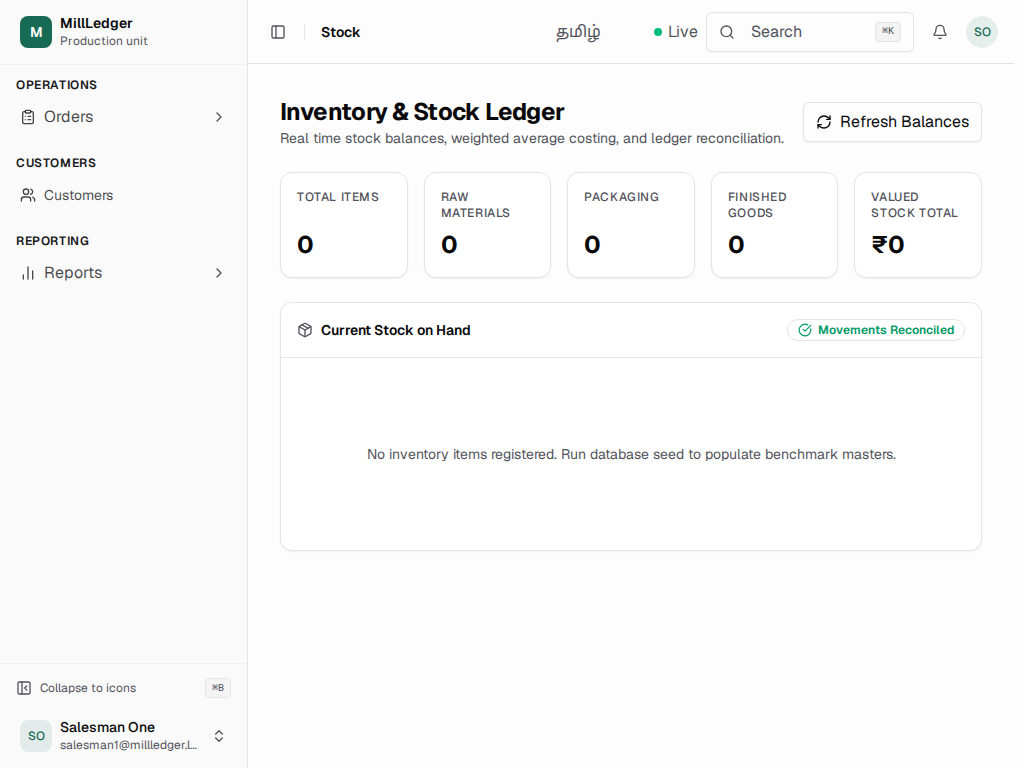 M
MillLedger
Production unit
OPERATIONS
Orders
CUSTOMERS
Customers
REPORTING
Reports
Collapse to icons
⌘B
SO
Salesman One
salesman1@millledger.l...
Stock
தமிழ்
Live
Search
⌘K
SO
Inventory & Stock Ledger
Real time stock balances, weighted average costing, and ledger reconciliation.
Refresh Balances
TOTAL ITEMS
0
RAW
MATERIALS
0
PACKAGING
0
FINISHED
GOODS
0
VALUED
STOCK TOTAL
₹0
Current Stock on Hand
Movements Reconciled
No inventory items registered. Run database seed to populate benchmark masters.